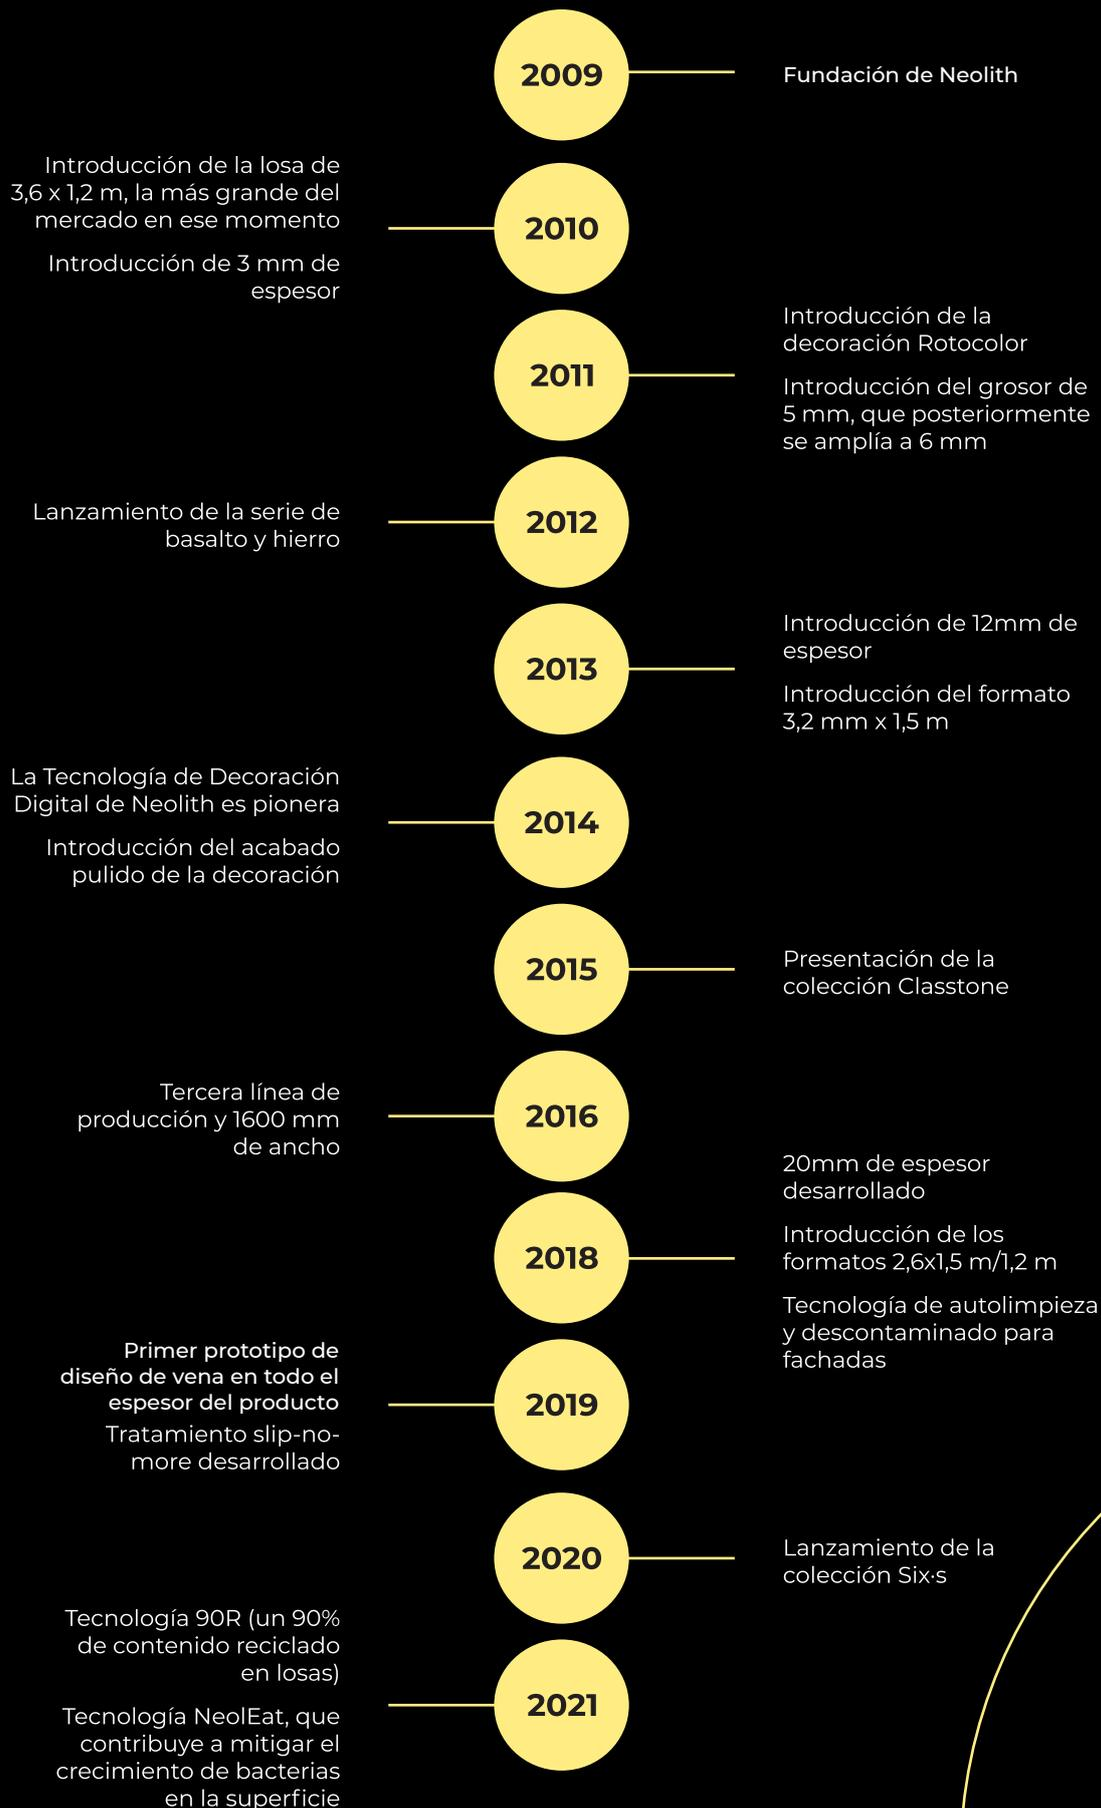 2009
Fundación de Neolith
Introducción de la losa de
3,6 x 1,2 m, la más grande del
mercado en ese momento
Introducción de 3 mm de
espesor
2010
2011
Introducción de la
decoración Rotocolor
Introducción del grosor de
5 mm, que posteriormente
se amplía a 6 mm
Lanzamiento de la serie de
basalto y hierro
2012
2013
Introducción de 12mm de
espesor
Introducción del formato
3,2 mm x 1,5 m
La Tecnología de Decoración
Digital de Neolith es pionera
Introducción del acabado
pulido de la decoración
2014
2015
Presentación de la
colección Classtone
Tercera línea de
producción y 1600 mm
de ancho
2016
2018
20mm de espesor
desarrollado
Introducción de los
formatos 2,6x1,5 m/1,2 m
Tecnología de autolimpieza
y descontaminado para
fachadas
Primer prototipo de
diseño de vena en todo el
espesor del producto
Tratamiento slip-no-
more desarrollado
2019
2020
Lanzamiento de la
colección Six·s
Tecnología 90R (un 90%
de contenido reciclado
en losas)
Tecnología NeolEat, que
contribuye a mitigar el
crecimiento de bacterias
en la superficie
2021